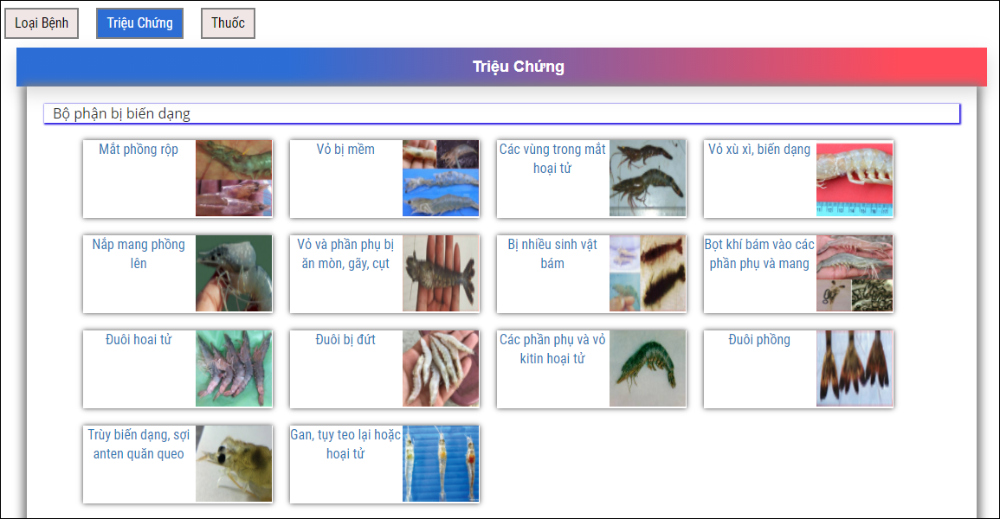 Loại Bệnh
Triệu Chứng
Thuốc
Triệu Chứng
Bộ phận bị biến dạng
Mắt phồng rộp
Vỏ bị mềm
Các vùng trong mắt
hoại tử
Vỏ xù xì, biến dạng
Nắp mang phồng
lên
Vỏ và phần phụ bị
ăn mòn, gãy, cụt
Bị nhiều sinh vật
bám
Bọt khí bám vào các
phần phụ và mang
Đuôi hoai tử
Đuôi bị đứt
Các phần phụ và vỏ
kitin hoại tử
Đuôi phồng
Trùy biến dạng, sợi
anten quăn queo
Gan, tụy teo lại hoặc
hoại tử